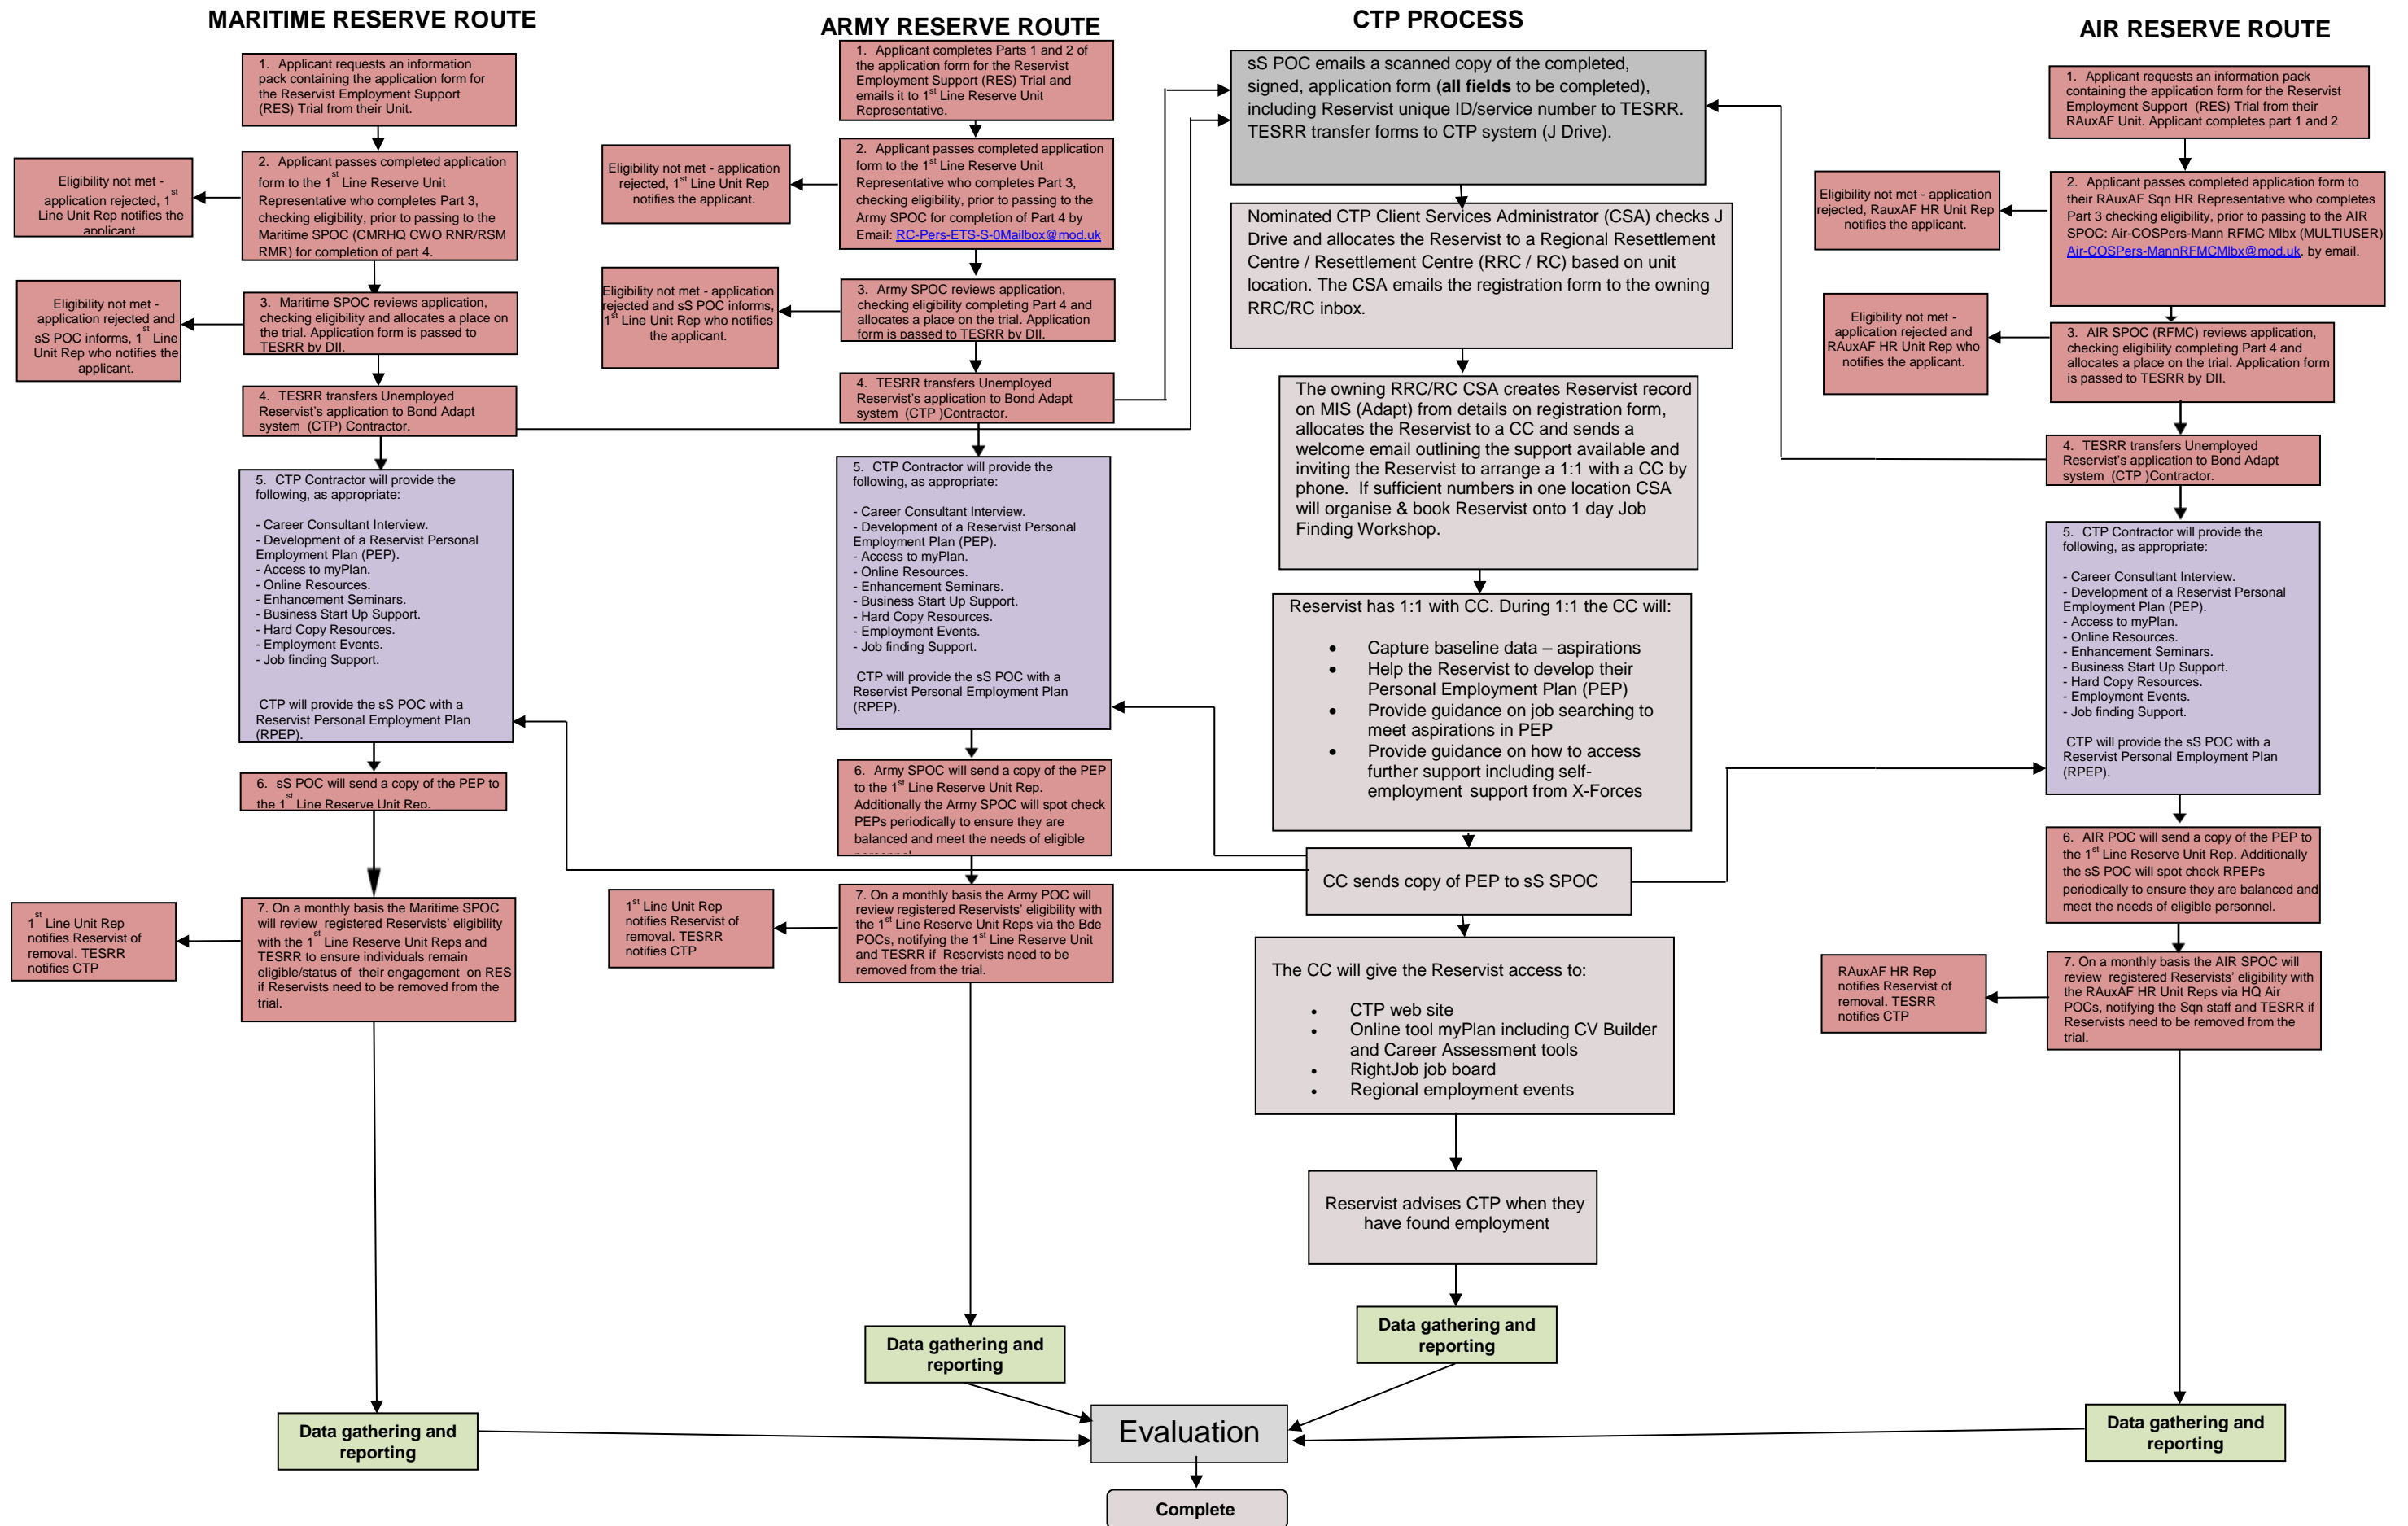 MARITIME RESERVE ROUTE
1. Applicant requests an information
pack containing the application form for
the Reservist Employment Support
(RES) Trial from their Unit.
2. Applicant passes completed application
form to the 1st Line Reserve Unit
Representative who completes Part 3,
checking eligibility, prior to passing to the
Maritime SPOC (CMRHQ CWO RNR/RSM
RMR) for completion of part 4.
Eligibility not met -
application rejected, 1st
Line Unit Rep notifies the
applicant.
3. Maritime SPOC reviews application,
checking eligibility and allocates a place on
the trial. Application form is passed to
TESRR by DII.
Eligibility not met -
application rejected and
sS POC informs, 1st Line
Unit Rep who notifies the
applicant.
4. TESRR transfers Unemployed
Reservist's application to Bond Adapt
system (CTP) Contractor.
5. CTP Contractor will provide the
following, as appropriate:
- Career Consultant Interview.
- Development of a Reservist Personal
Employment Plan (PEP).
- Access to myPlan.
- Online Resources.
- Enhancement Seminars.
- Business Start Up Support.
- Hard Copy Resources.
- Employment Events.
- Job finding Support.
CTP will provide the sS POC with a
Reservist Personal Employment Plan
(RPEP).
6. sS POC will send a copy of the PEP to
the 1st Line Reserve Unit Rep.
7. On a monthly basis the Maritime SPOC
will review registered Reservists' eligibility
with the 1st Line Reserve Unit Reps and
TESRR to ensure individuals remain
eligible/status of their engagement on RES
if Reservists need to be removed from the
trial.
1st Line Unit Rep
notifies Reservist of
removal. TESRR
notifies CTP
Data gathering and
reporting
ARMY RESERVE ROUTE
1. Applicant completes Parts 1 and 2 of
the application form for the Reservist
Employment Support (RES) Trial and
emails it to 1st Line Reserve Unit
Representative.
2. Applicant passes completed application
form to the 1st Line Reserve Unit
Representative who completes Part 3,
checking eligibility, prior to passing to the
Army SPOC for completion of Part 4 by
Email: RC-Pers-ETS-S-0Mailbox@mod.uk
Eligibility not met - application
rejected, 1st Line Unit Rep
notifies the applicant.
3. Army SPOC reviews application,
checking eligibility completing Part 4 and
allocates a place on the trial. Application
form is passed to TESRR by DII.
Eligibility not met - application
rejected and sS POC informs,
1st Line Unit Rep who notifies
the applicant.
4. TESRR transfers Unemployed
Reservist's application to Bond Adapt
system (CTP )Contractor.
5. CTP Contractor will provide the
following, as appropriate:
- Career Consultant Interview.
- Development of a Reservist Personal
Employment Plan (PEP).
- Access to myPlan.
- Online Resources.
- Enhancement Seminars.
- Business Start Up Support.
- Hard Copy Resources.
- Employment Events.
- Job finding Support.
CTP will provide the sS POC with a
Reservist Personal Employment Plan
(RPEP).
6. Army SPOC will send a copy of the PEP
to the 1st Line Reserve Unit Rep.
Additionally the Army SPOC will spot check
PEPs periodically to ensure they are
balanced and meet the needs of eligible
7. On a monthly basis the Army POC will
review registered Reservists' eligibility with
the 1st Line Reserve Unit Reps via the Bde
POCs, notifying the 1st Line Reserve Unit
and TESRR if Reservists need to be
removed from the trial.
1st Line Unit Rep
notifies Reservist of
removal. TESRR
notifies CTP
Data gathering and
reporting
CTP PROCESS
sS POC emails a scanned copy of the completed,
signed, application form (all fields to be completed),
including Reservist unique ID/service number to TESRR.
TESRR transfer forms to CTP system (J Drive).
Nominated CTP Client Services Administrator (CSA) checks J
Drive and allocates the Reservist to a Regional Resettlement
Centre / Resettlement Centre (RRC / RC) based on unit
location. The CSA emails the registration form to the owning
RRC/RC inbox.
The owning RRC/RC CSA creates Reservist record
on MIS (Adapt) from details on registration form,
allocates the Reservist to a CC and sends a
welcome email outlining the support available and
inviting the Reservist to arrange a 1:1 with a CC by
phone. If sufficient numbers in one location CSA
will organise & book Reservist onto 1 day Job
Finding Workshop.
Reservist has 1:1 with CC. During 1:1 the CC will:
• Capture baseline data – aspirations
• Help the Reservist to develop their
Personal Employment Plan (PEP)
• Provide guidance on job searching to
meet aspirations in PEP
• Provide guidance on how to access
further support including self-
employment support from X-Forces
CC sends copy of PEP to sS SPOC
The CC will give the Reservist access to:
• CTP web site
• Online tool myPlan including CV Builder
and Career Assessment tools
• RightJob job board
• Regional employment events
Reservist advises CTP when they
have found employment
Data gathering and
reporting
AIR RESERVE ROUTE
1. Applicant requests an information pack
containing the application form for the
Reservist Employment Support (RES)
Employment Support (RES) Trial from their
RAuxAF Unit. Applicant completes part 1 and 2
2. Applicant passes completed application form to
their RAuxAF Sqn HR Representative who completes
Part 3 checking eligibility, prior to passing to the AIR
SPOC: Air-COSPers-Mann RFMC Mlbx (MULTIUSER)
Air-COSPers-MannRFMCMlbx@mod.uk. by email.
Eligibility not met - application
rejected, RauxAF HR Unit Rep
notifies the applicant.
3. AIR SPOC (RFMC) reviews application,
checking eligibility completing Part 4 and
allocates a place on the trial. Application form
is passed to TESRR by DII.
Eligibility not met -
application rejected and
RAuxAF HR Unit Rep who
notifies the applicant.
4. TESRR transfers Unemployed
Reservist's application to Bond Adapt
system (CTP )Contractor.
5. CTP Contractor will provide the
following, as appropriate:
- Career Consultant Interview.
- Development of a Reservist Personal
Employment Plan (PEP).
- Access to myPlan.
- Online Resources.
- Enhancement Seminars.
- Business Start Up Support.
- Hard Copy Resources.
- Employment Events.
- Job finding Support.
CTP will provide the sS POC with a
Reservist Personal Employment Plan
(RPEP).
6. AIR POC will send a copy of the PEP to
the 1st Line Reserve Unit Rep. Additionally
the sS POC will spot check RPEPs
periodically to ensure they are balanced and
meet the needs of eligible personnel.
7. On a monthly basis the AIR SPOC will
review registered Reservists' eligibility with
the RAuxAF HR Unit Reps via HQ Air
POCs, notifying the Sqn staff and TESRR if
Reservists need to be removed from the
trial.
RAuxAF HR Rep
notifies Reservist of
removal. TESRR
notifies CTP
Data gathering and
reporting
Evaluation
Complete